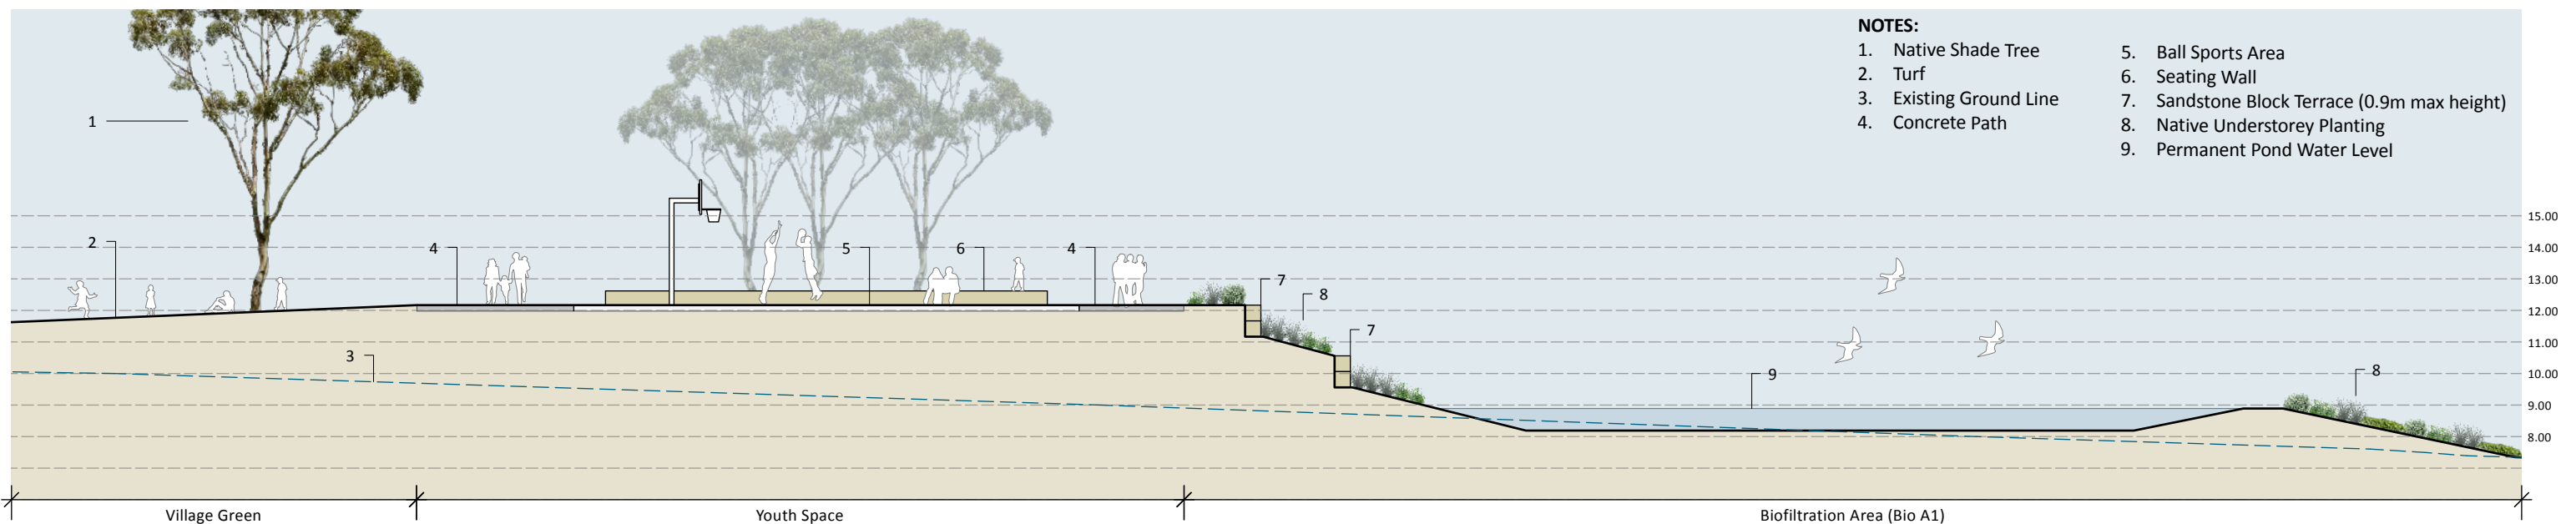 NOTES:
1. Native Shade Tree
2. Turf
3. Existing Ground Line
4. Concrete Path
5. Ball Sports Area
6. Seating Wall
7. Sandstone Block Terrace (0.9m max height)
8. Native Understorey Planting
9. Permanent Pond Water Level
1
2
3
4
5
6
4
7
8
7
9
8
15.00
14.00
13.00
12.00
11.00
10.00
9.00
8.00
Village Green
Youth Space
Biofiltration Area (Bio A1)